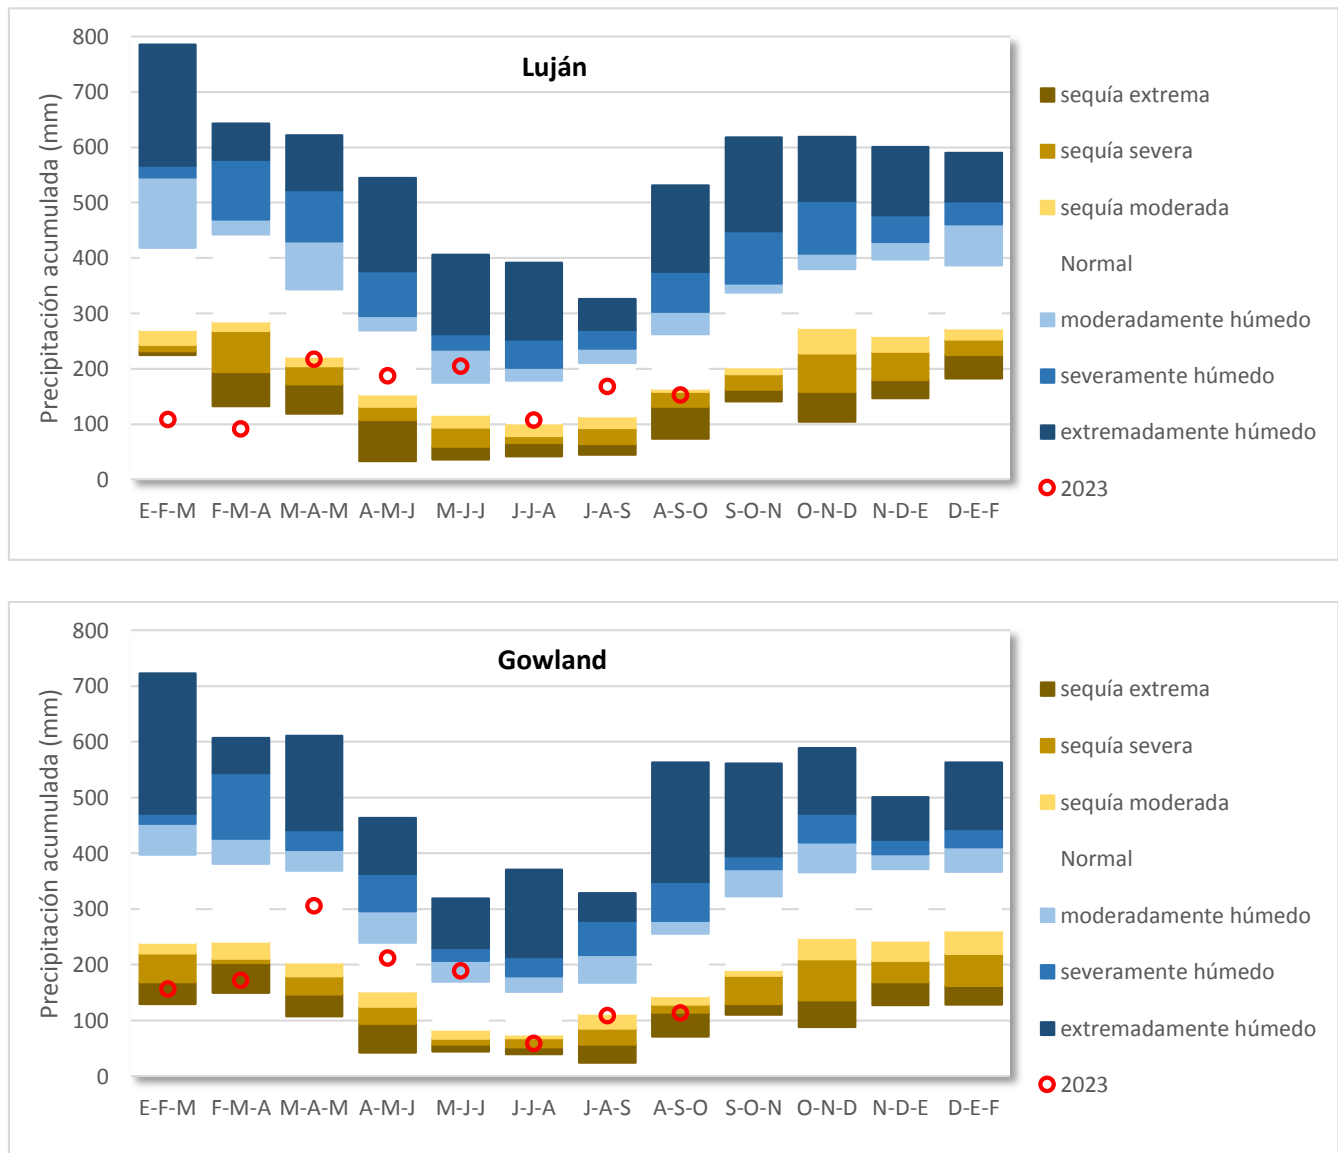 Luján
Precipitación acumulada (mm)
800
700
600
500
400
300
200
100
0
E-F-M F-M-A M-A-M A-M-J M-J-J J-J-A J-A-S A-S-O S-O-N O-N-D N-D-E D-E-F
sequía extrema
sequía severa
sequía moderada
Normal
moderadamente húmedo
severamente húmedo
extremadamente húmedo
2023
Gowland
Precipitación acumulada (mm)
800
700
600
500
400
300
200
100
0
E-F-M F-M-A M-A-M A-M-J M-J-J J-J-A J-A-S A-S-O S-O-N O-N-D N-D-E D-E-F
sequía extrema
sequía severa
sequía moderada
Normal
moderadamente húmedo
severamente húmedo
extremadamente húmedo
2023